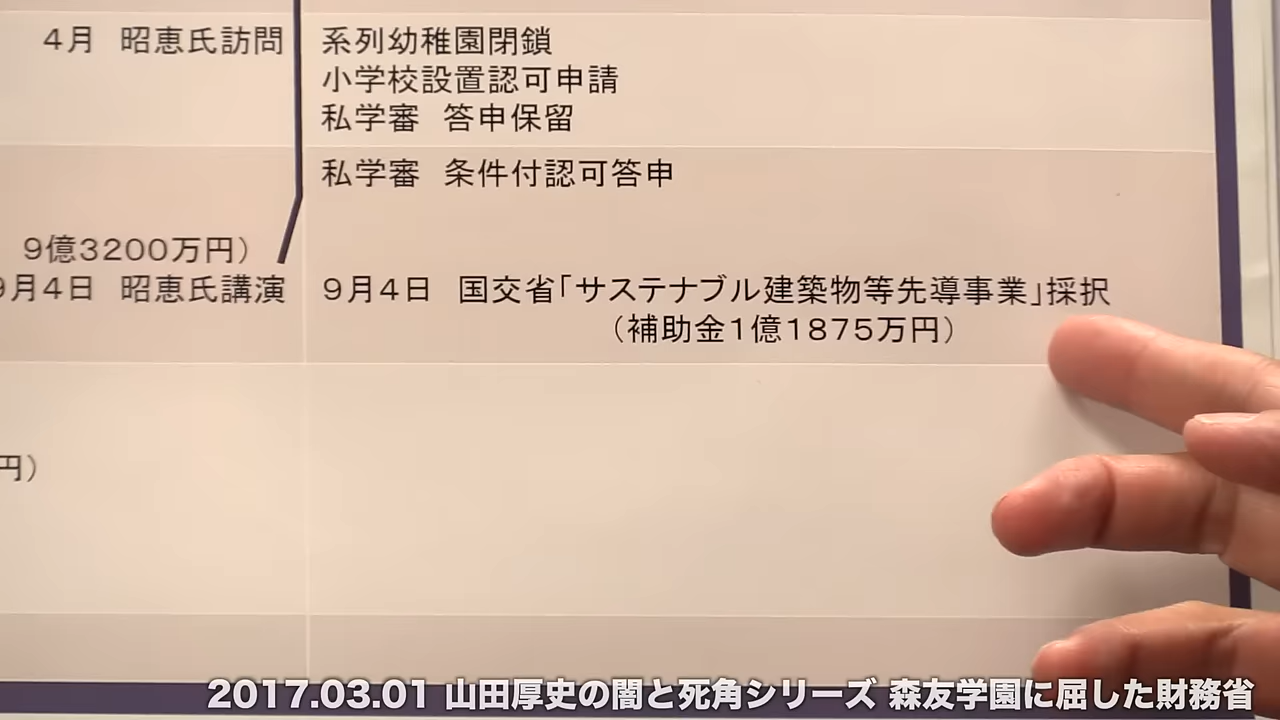 4月 昭恵氏訪問
系列幼稚園閉鎖
小学校設置認可申請
私学審 答申保留
私学審 条件付認可答申
9億3200万円）
9月4日 昭恵氏講演
9月4日 国交省「サステナブル建築物等先導事業」採択
（補助金1億1875万円）
円）
2017.03.01 山田厚史の闇と死角シリーズ 森友学園に屈した財務省